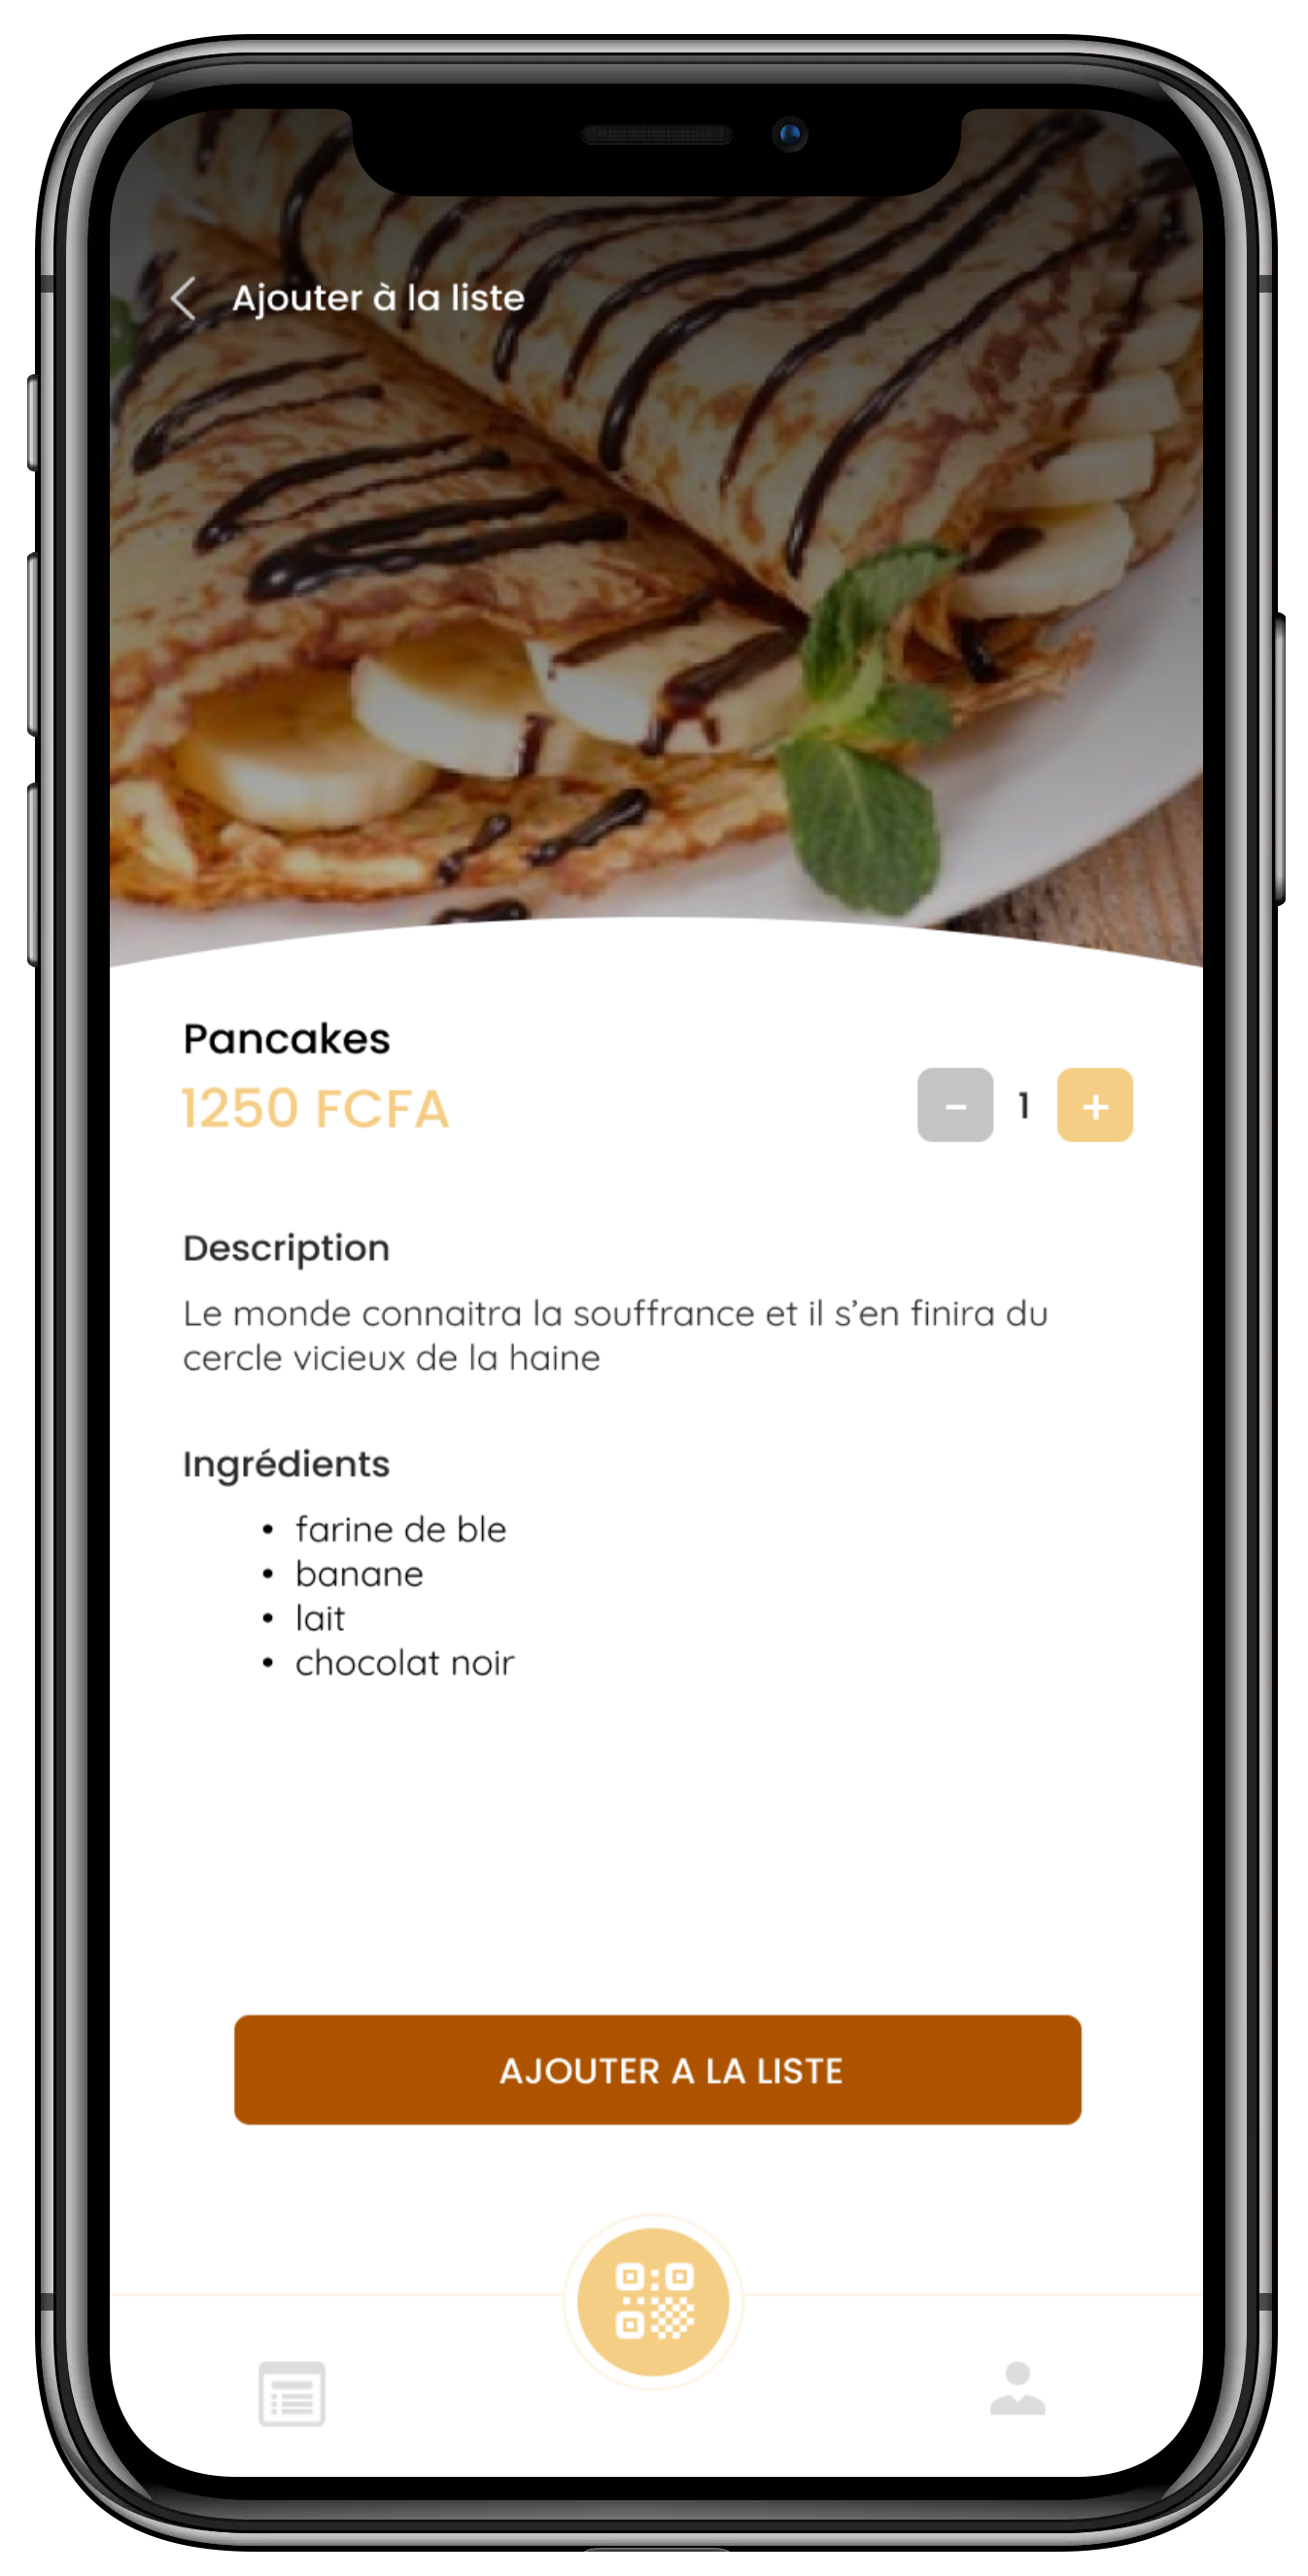 Ajouter à la liste
Pancakes
1250 FCFA
- 1 +
Description
Le monde connaitra la souffrance et il s’en finira du
cercle vicieux de la haine
Ingrédients
• farine de ble
• banane
• lait
• chocolat noir
AJOUTER A LA LISTE